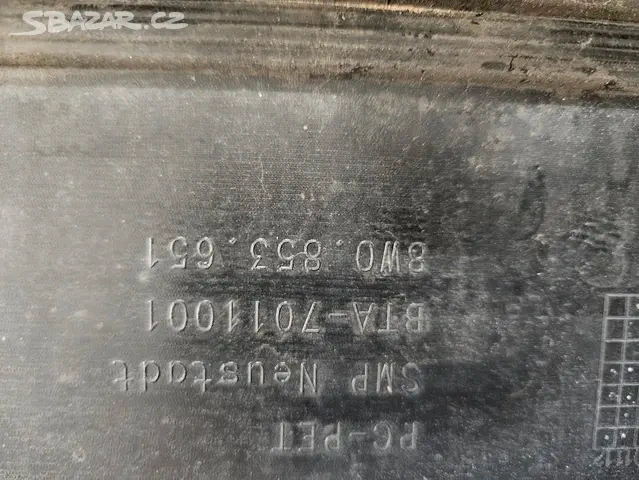 SBAZAR.CZ
PC-PET
SMP Neustadt
BTA-7011001
8W0.853.651